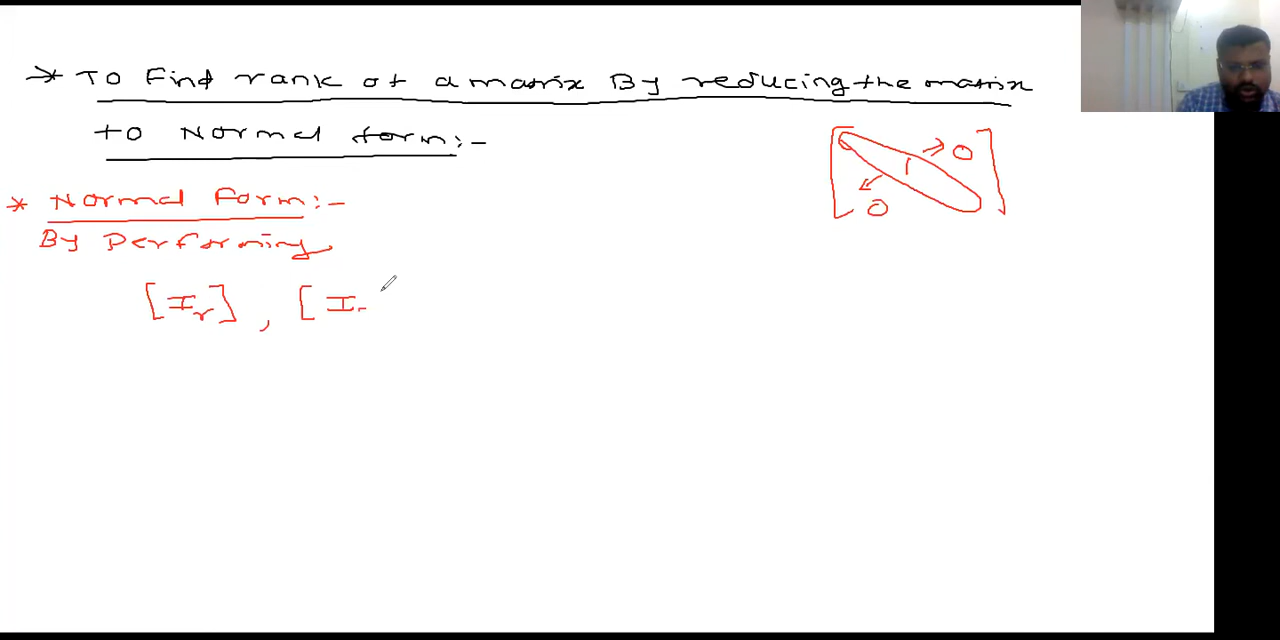 * To Find rank of a matrix By reducing the matrix
to Normal form:-
[1 0
0]
* Normal Form:-
By Performing
[Ir], [Ir